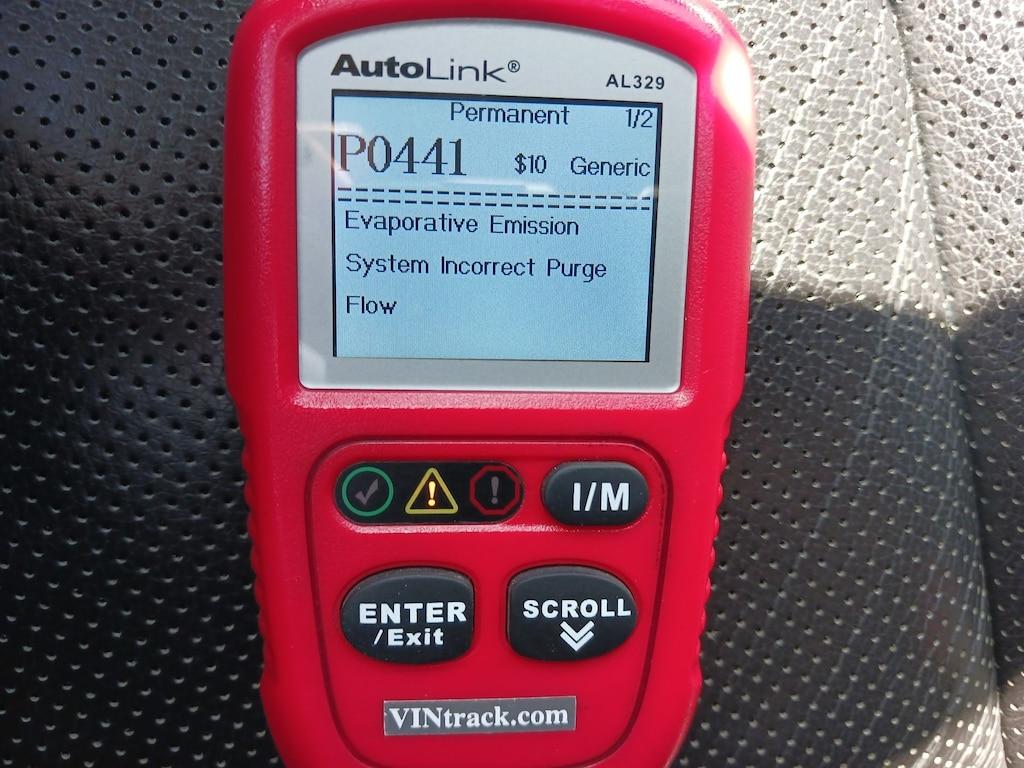 AutoLink®
AL329
Permanent 1/2
P0441 $10 Generic
Evaporative Emission
System Incorrect Purge
Flow
I/M
ENTER
/Exit
SCROLL
VINtrack.com